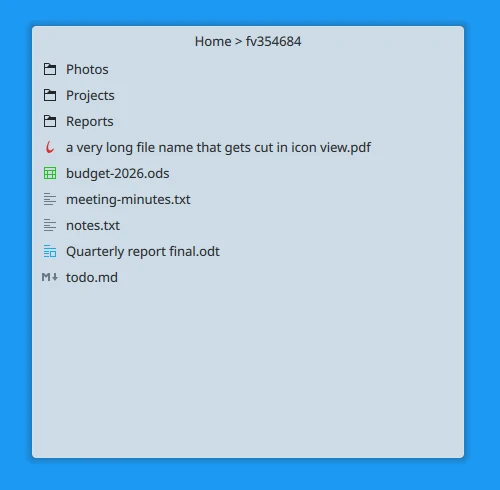 Home > fv354684
Photos
Projects
Reports
a very long file name that gets cut in icon view.pdf
budget-2026.ods
meeting-minutes.txt
notes.txt
Quarterly report final.odt
todo.md